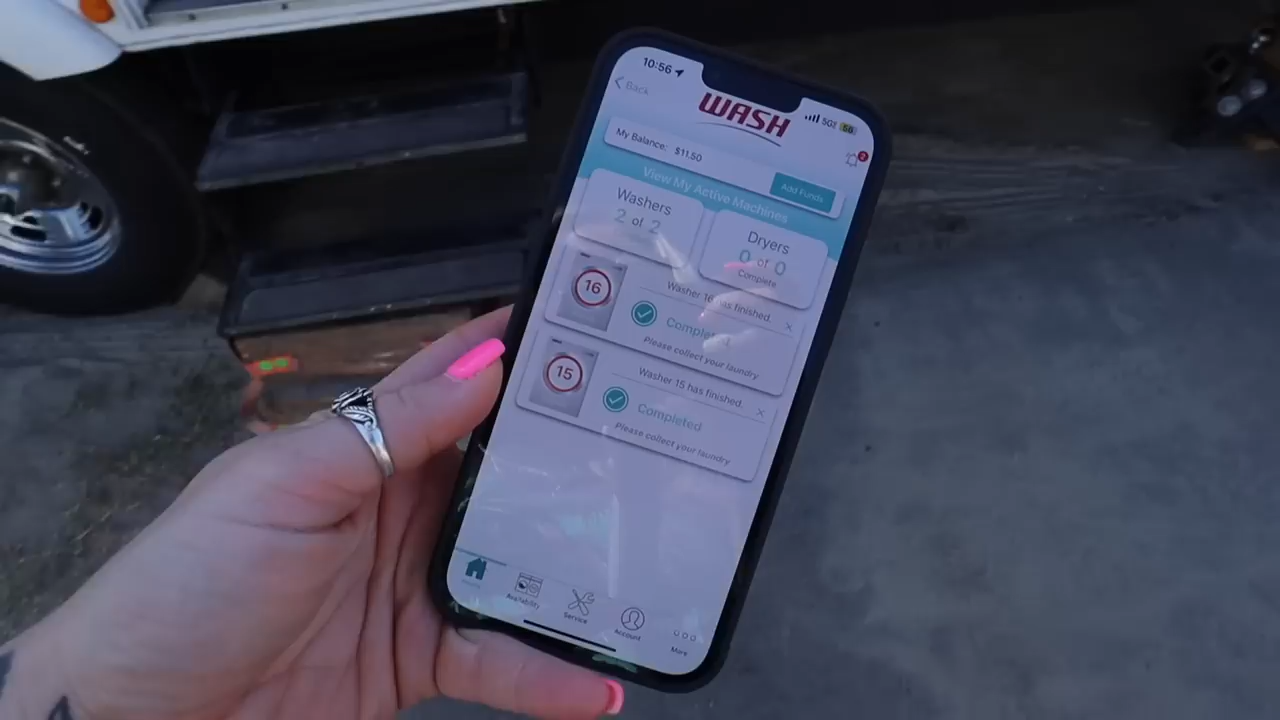 10:56
Back
WASH
5G
My Balance: $11.50
Add Funds
View My Active Machines
Washers
2 of 2
Dryers
0 of 0
Complete
16
Washer 16 has finished.
Completed
Please collect your laundry
15
Washer 15 has finished.
Completed
Please collect your laundry
Home
Availability
Service
Account
More